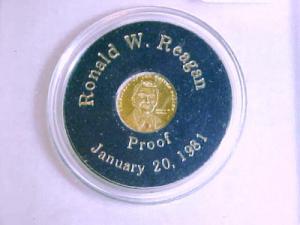 Ronald W. Reagan
Proof
January 20, 1981